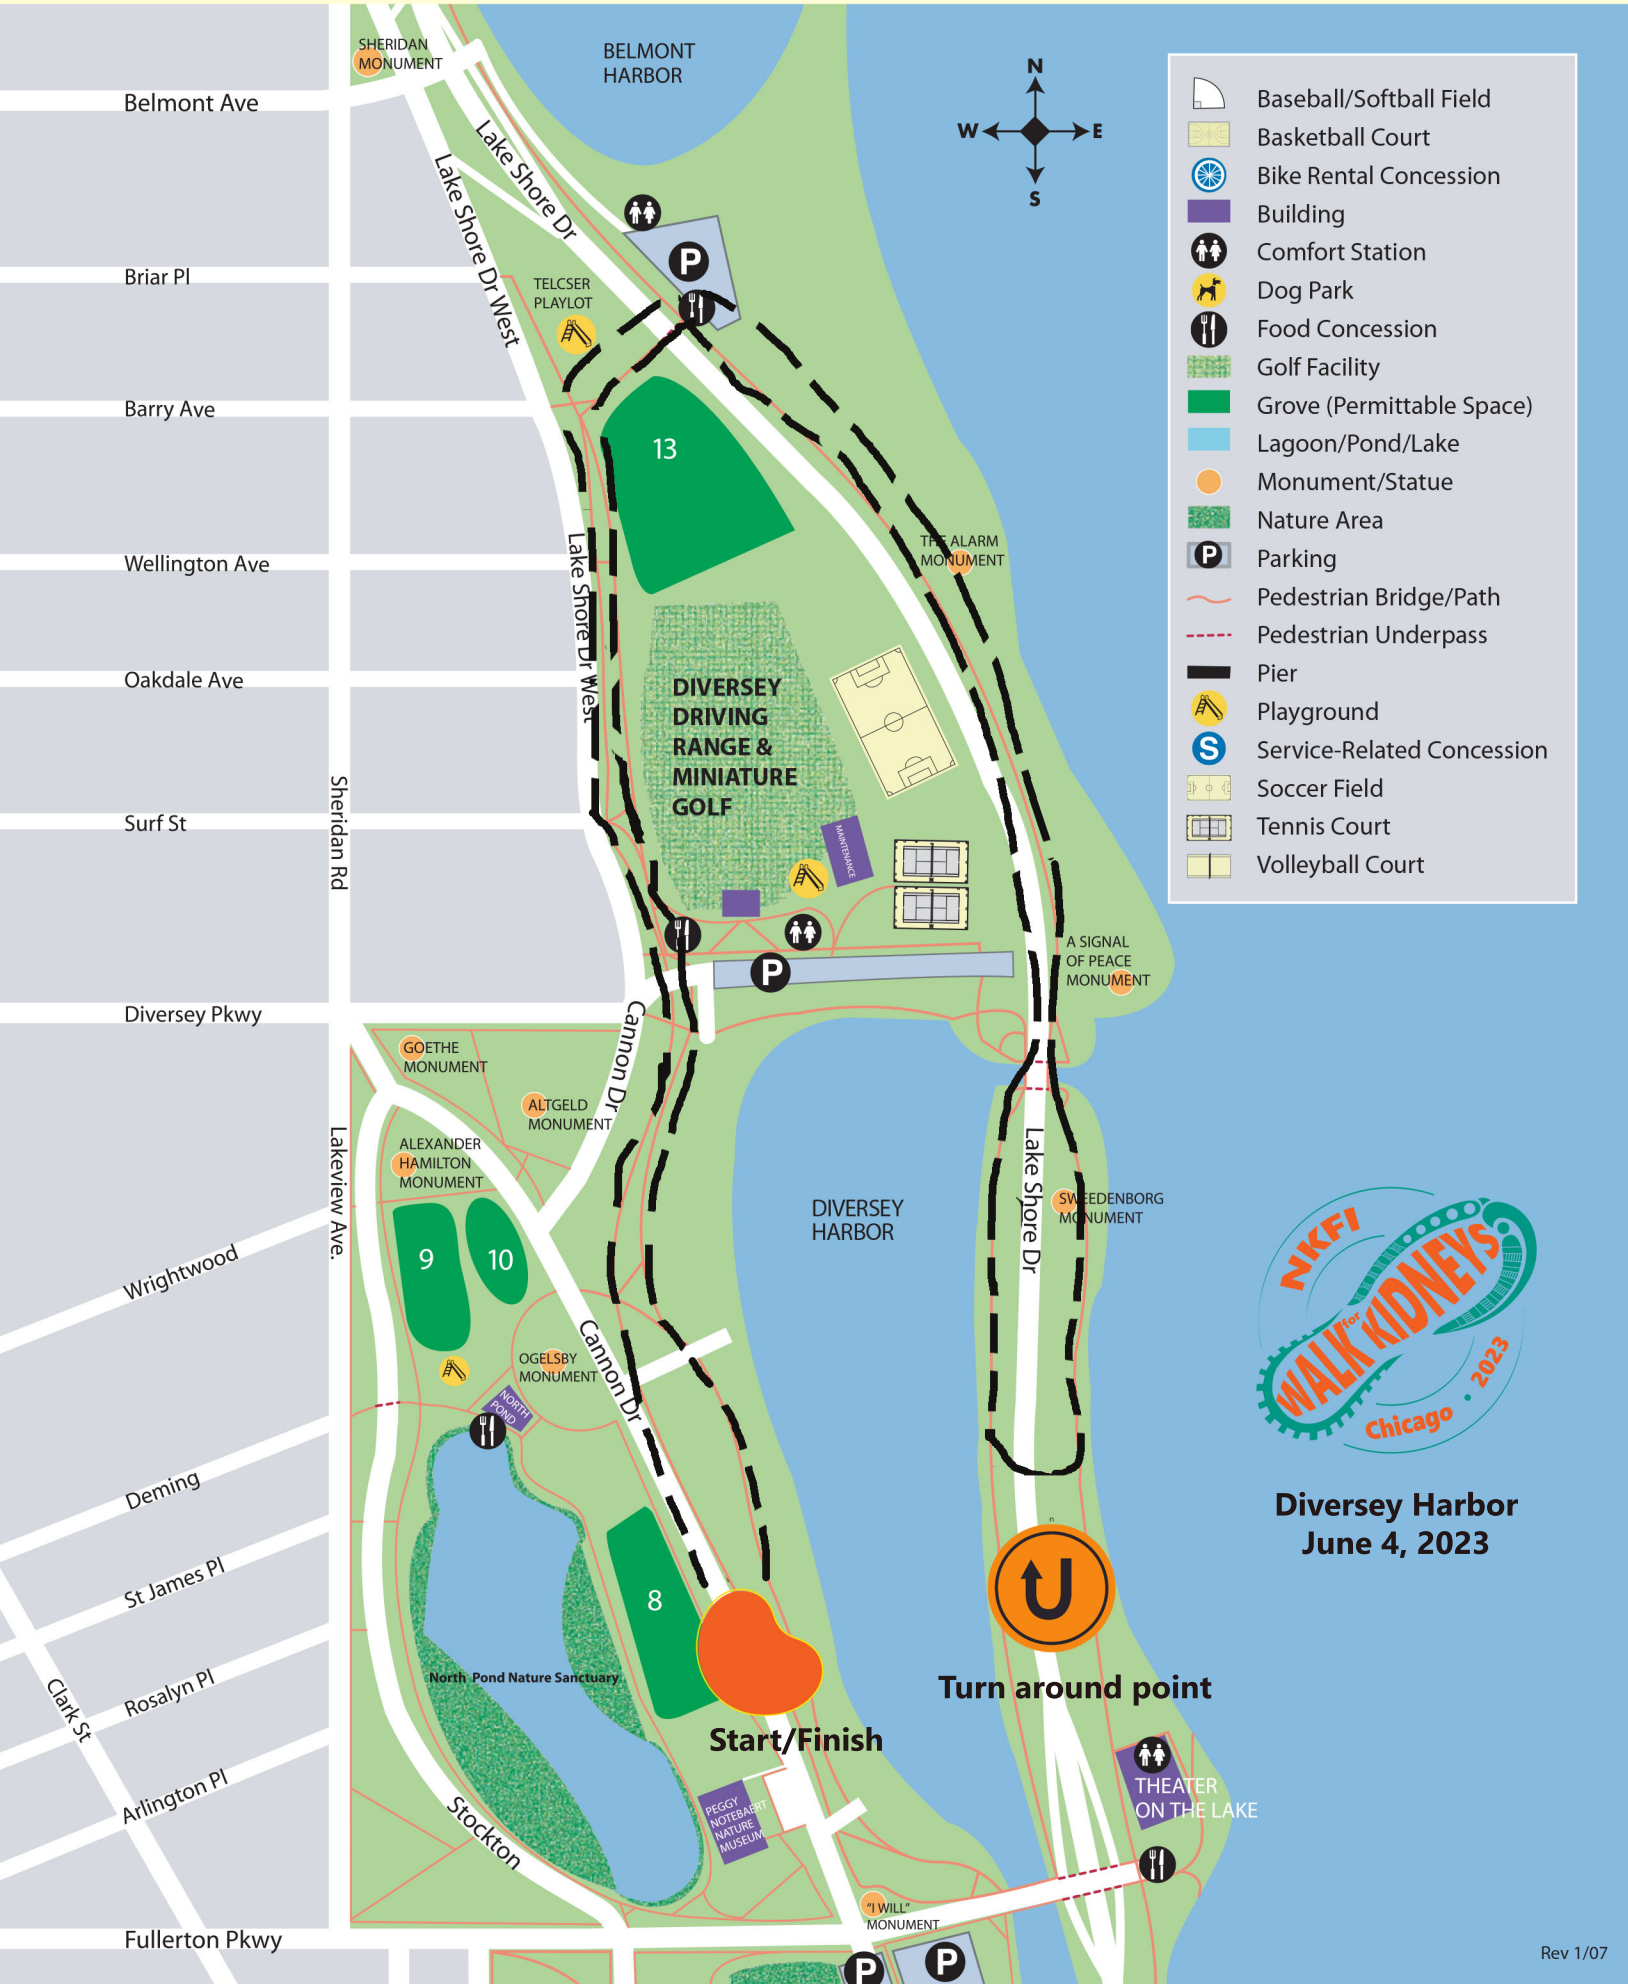 SHERIDAN
MONUMENT
BELMONT
HARBOR
N
W
E
S
Belmont Ave
Lake Shore Dr
Lake Shore Dr West
P
Briar Pl
TELCSER
PLAYLOT
Barry Ave
13
Wellington Ave
Lake Shore Dr West
THE ALARM
MONUMENT
Oakdale Ave
DIVERSEY
DRIVING
RANGE &
MINIATURE
GOLF
Sheridan Rd
Surf St
MAINTENANCE
A SIGNAL
OF PEACE
MONUMENT
P
Diversey Pkwy
Cannon Dr
GOETHE
MONUMENT
ALTGELD
MONUMENT
Lakeview Ave.
ALEXANDER
HAMILTON
MONUMENT
Lake Shore Dr
SWEEDENBORG
MONUMENT
DIVERSEY
HARBOR
Wrightwood
9
10
Cannon Dr
OGELSBY
MONUMENT
NORTH
POND
Deming
St James Pl
8
North Pond Nature Sanctuary
Rosalyn Pl
Clark St
Arlington Pl
Stockton
Start/Finish
n
Turn around point
PEGGY
NOTEBAERT
NATURE
MUSEUM
THEATER
ON THE LAKE
"I WILL"
MONUMENT
Fullerton Pkwy
P
P
Baseball/Softball Field
Basketball Court
Bike Rental Concession
Building
Comfort Station
Dog Park
Food Concession
Golf Facility
Grove (Permittable Space)
Lagoon/Pond/Lake
Monument/Statue
Nature Area
P Parking
Pedestrian Bridge/Path
Pedestrian Underpass
Pier
Playground
S Service-Related Concession
Soccer Field
Tennis Court
Volleyball Court
NKFI
WALK for KIDNEYS
Chicago • 2023
Diversey Harbor
June 4, 2023
Rev 1/07